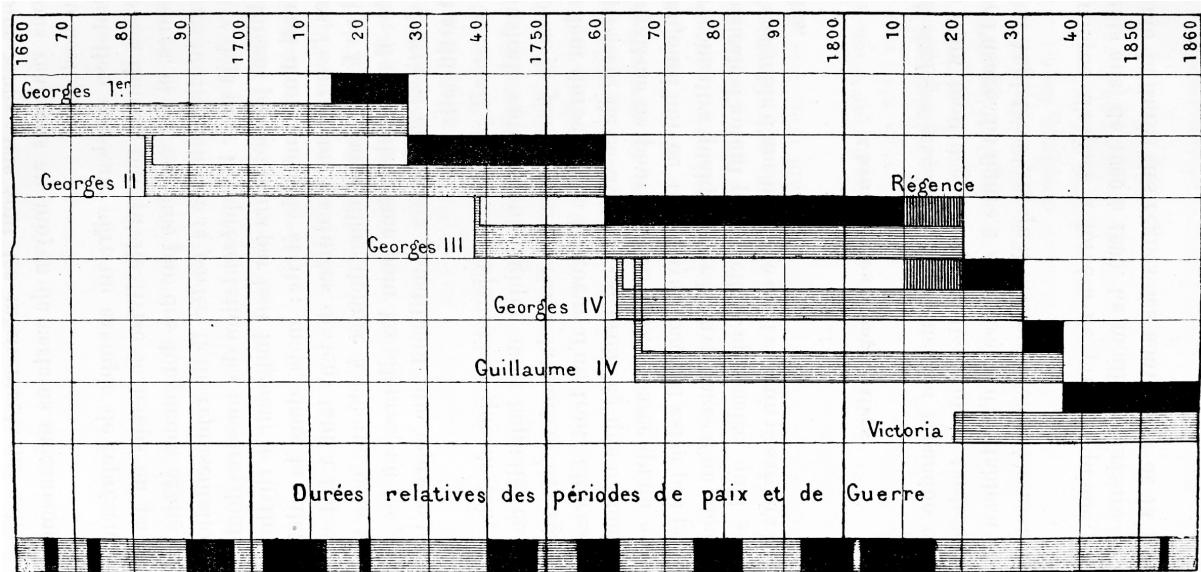 1660 70 80 90 1700 10 20 30 40 1750 60 70 80 90 1800 10 20 30 40 1850 1860
Georges 1er.
Georges II
Régence
Georges III
Georges IV
Guillaume IV
Victoria
Durées relatives des périodes de paix et de Guerre